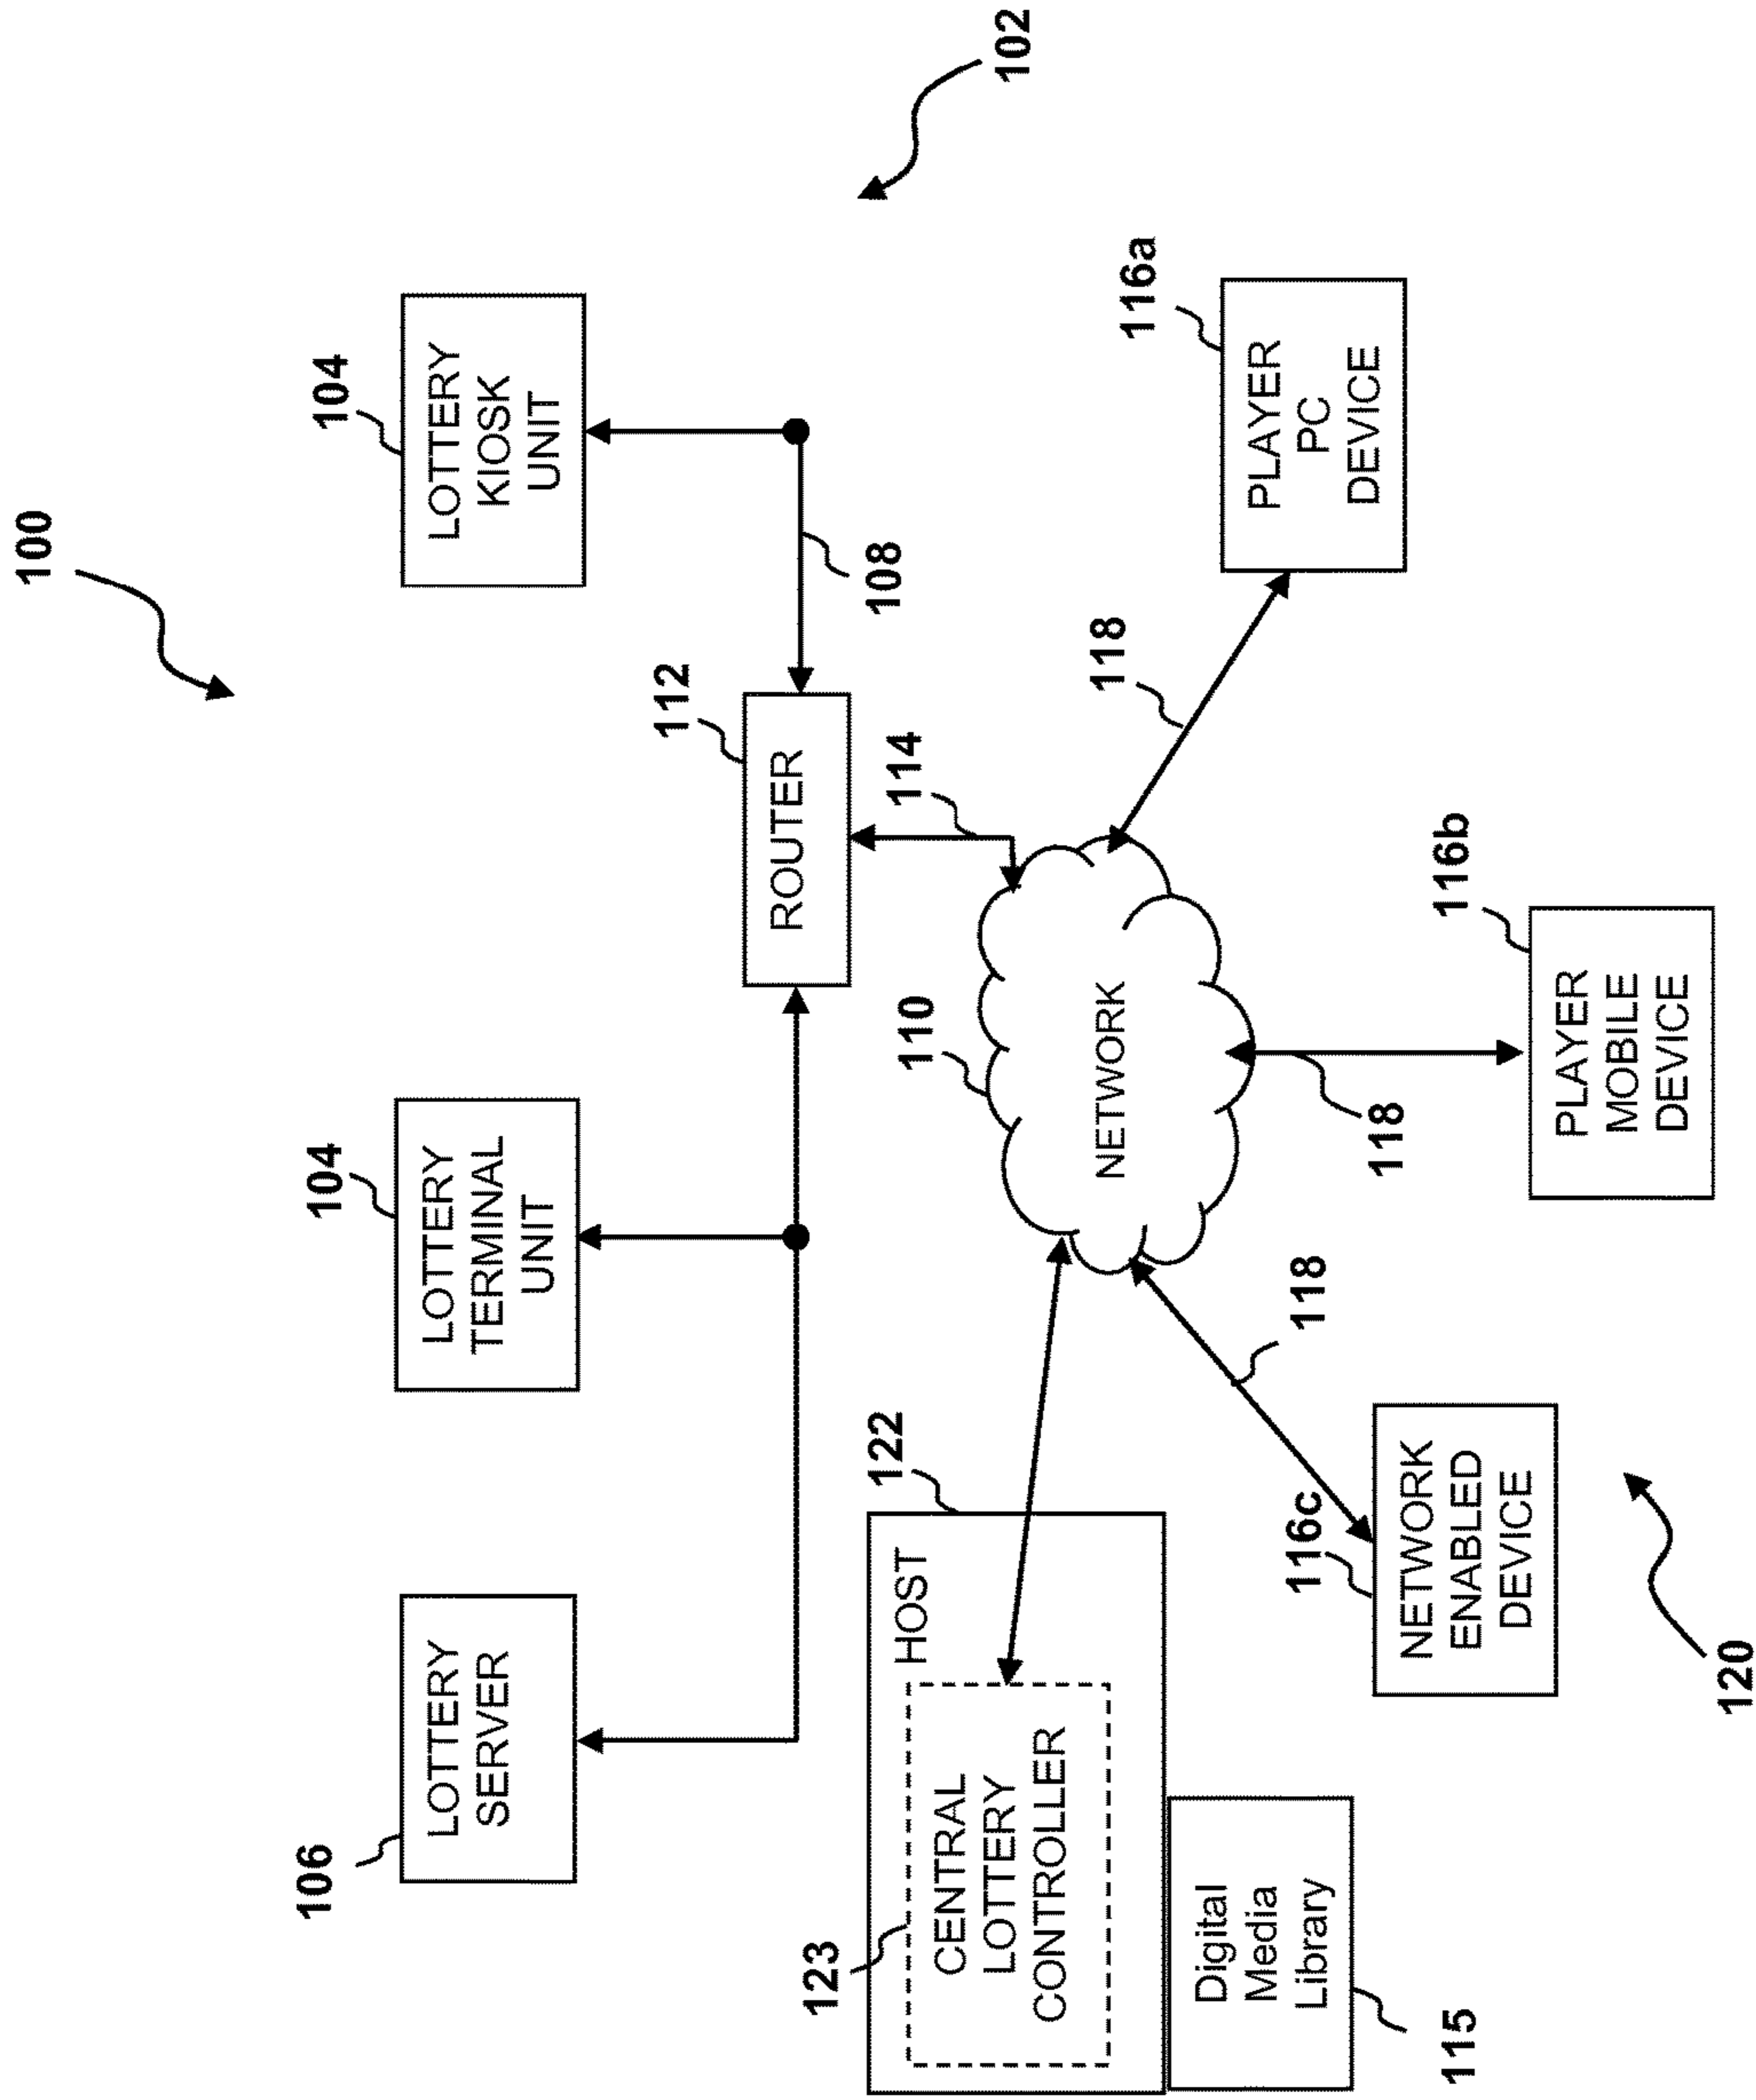 100
106
LOTTERY
SERVER
104
LOTTERY
TERMINAL
UNIT
104
LOTTERY
KIOSK
UNIT
112
ROUTER
108
102
114
110
NETWORK
122
HOST
123
CENTRAL
LOTTERY
CONTROLLER
Digital
Media
Library
115
118
116c
NETWORK
ENABLED
DEVICE
120
118
116b
PLAYER
MOBILE
DEVICE
118
116a
PLAYER
PC
DEVICE